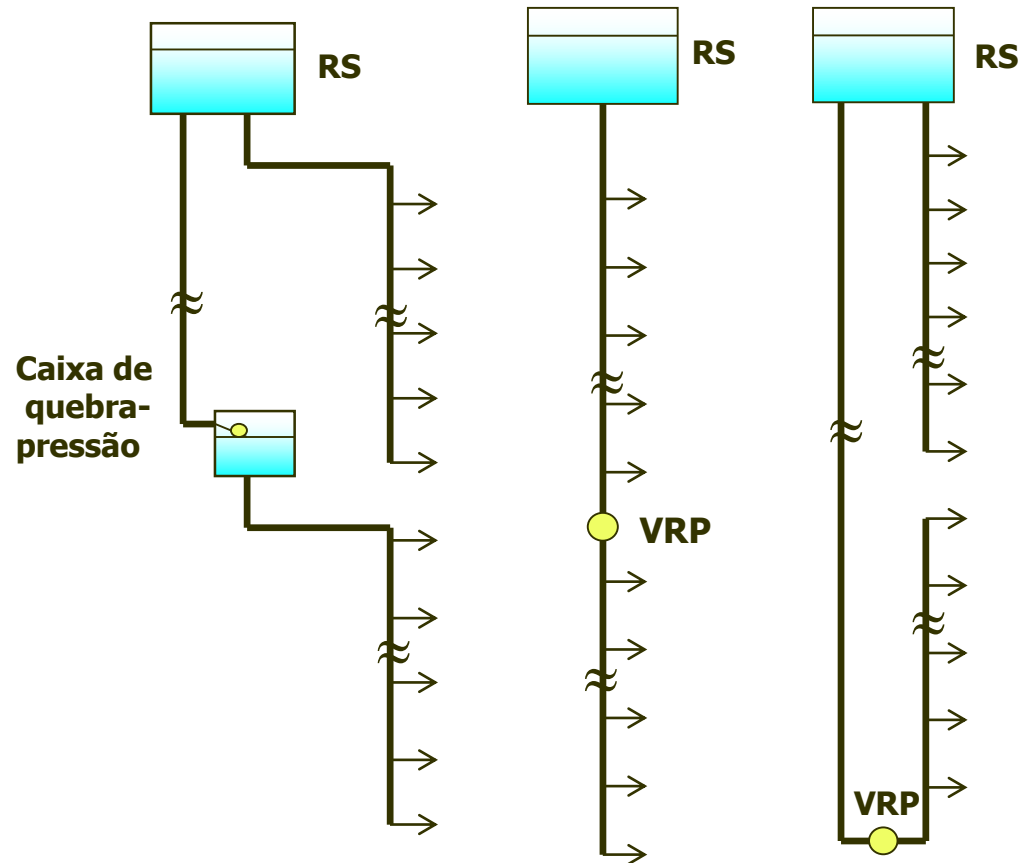 RS
RS
RS
Caixa de
quebra-
pressão
VRP
VRP